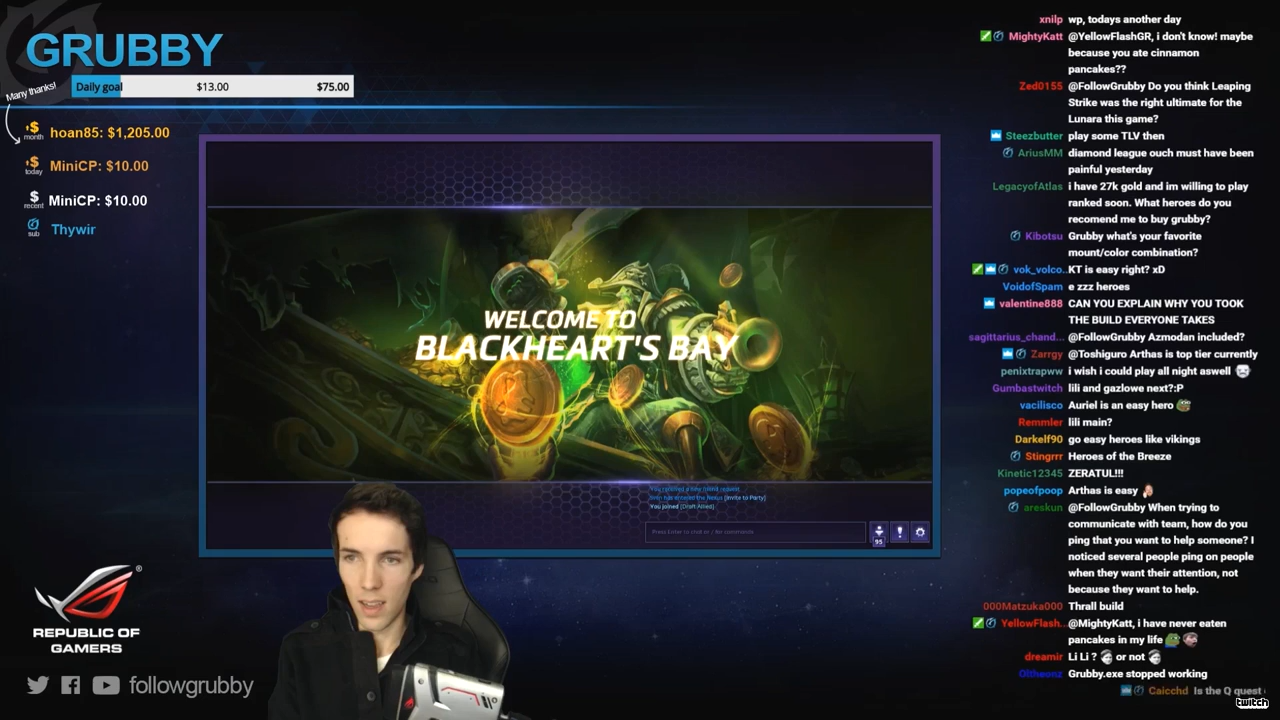 GRUBBY
Many thanks!
Daily goal $13.00 $75.00
$ month hoan85: $1,205.00
$ today MiniCP: $10.00
$ recent MiniCP: $10.00
sub Thywir
WELCOME TO
BLACKHEART'S BAY
[Invite to Party]
You joined [Draft Allied]
95
REPUBLIC OF
GAMERS
®
followgrubby
xnilp wp, todays another day
MightyKatt @YellowFlashGR, i don't know! maybe
because you ate cinnamon
pancakes??
Zed0155 @FollowGrubby Do you think Leaping
Strike was the right ultimate for the
Lunara this game?
Steezbutter play some TLV then
AriusMM diamond league ouch must have been
painful yesterday
LegacyofAtlas i have 27k gold and im willing to play
ranked soon. What heroes do you
recomend me to buy grubby?
Kibotsu Grubby what's your favorite
mount/color combination?
vok_volco.. KT is easy right? xD
VoidofSpam e zzz heroes
valentine888 CAN YOU EXPLAIN WHY YOU TOOK
THE BUILD EVERYONE TAKES
sagittarius_chand... @FollowGrubby Azmodan included?
Zarrgy @Toshiguro Arthas is top tier currently
penixtrapww i wish i could play all night aswell
Gumbastwitch lili and gazlowe next?:P
vacilisco Auriel is an easy hero
Remmler lili main?
Darkelf90 go easy heroes like vikings
Stingrrr Heroes of the Breeze
Kinetic12345 ZERATUL!!!
popeofpoop Arthas is easy
areskun @FollowGrubby When trying to
communicate with team, how do you
ping that you want to help someone? I
noticed several people ping on people
when they want their attention, not
because they want to help.
000Matzuka000 Thrall build
YellowFlash.. @MightyKatt, i have never eaten
pancakes in my life
dreamir Li Li ? or not
Oltheonz Grubby.exe stopped working
Caicchd Is the Q quest
twitch